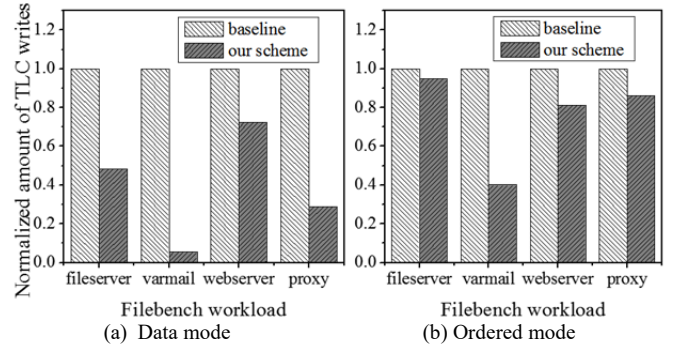 Normalized amount of TLC writes
1.2
1.0
0.8
0.6
0.4
0.2
0.0
baseline
our scheme
fileserver varmail webserver proxy
Filebench workload
(a) Data mode
1.2
1.0
0.8
0.6
0.4
0.2
0.0
baseline
our scheme
fileserver varmail webserver proxy
Filebench workload
(b) Ordered mode